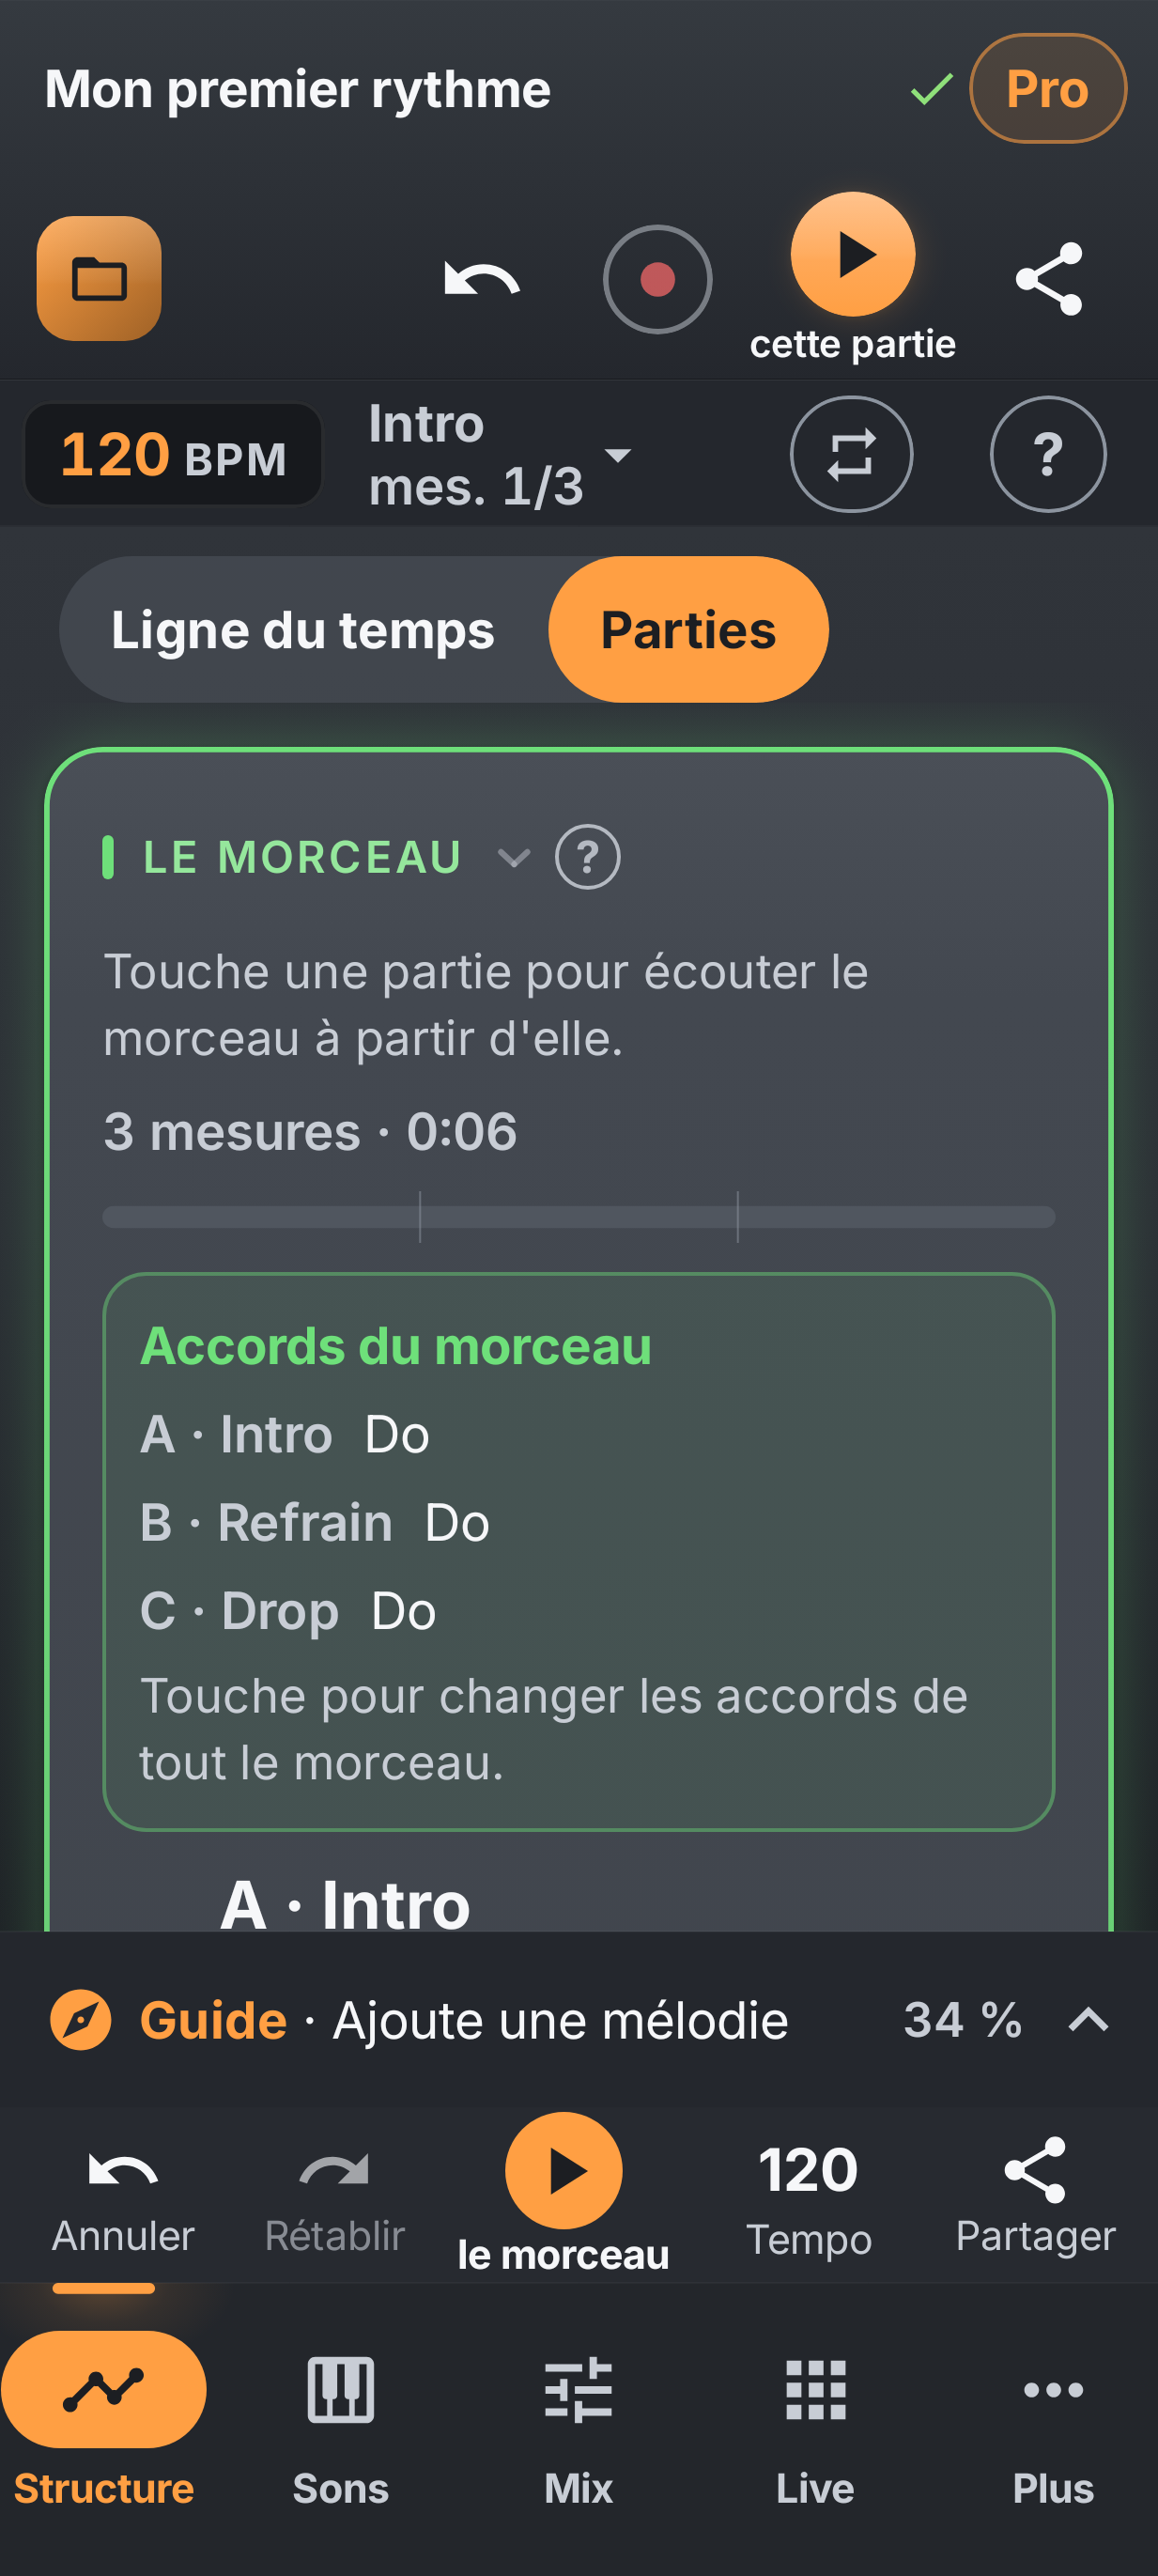 Mon premier rythme
Pro
cette partie
120 BPM
Intro
mes. 1/3
?
Ligne du temps
Parties
LE MORCEAU
?
Touche une partie pour écouter le
morceau à partir d'elle.
3 mesures · 0:06
Accords du morceau
A · Intro Do
B · Refrain Do
C · Drop Do
Touche pour changer les accords de
tout le morceau.
A · Intro
Guide · Ajoute une mélodie
34 %
Annuler
Rétablir
le morceau
120
Tempo
Partager
Structure
Sons
Mix
Live
Plus